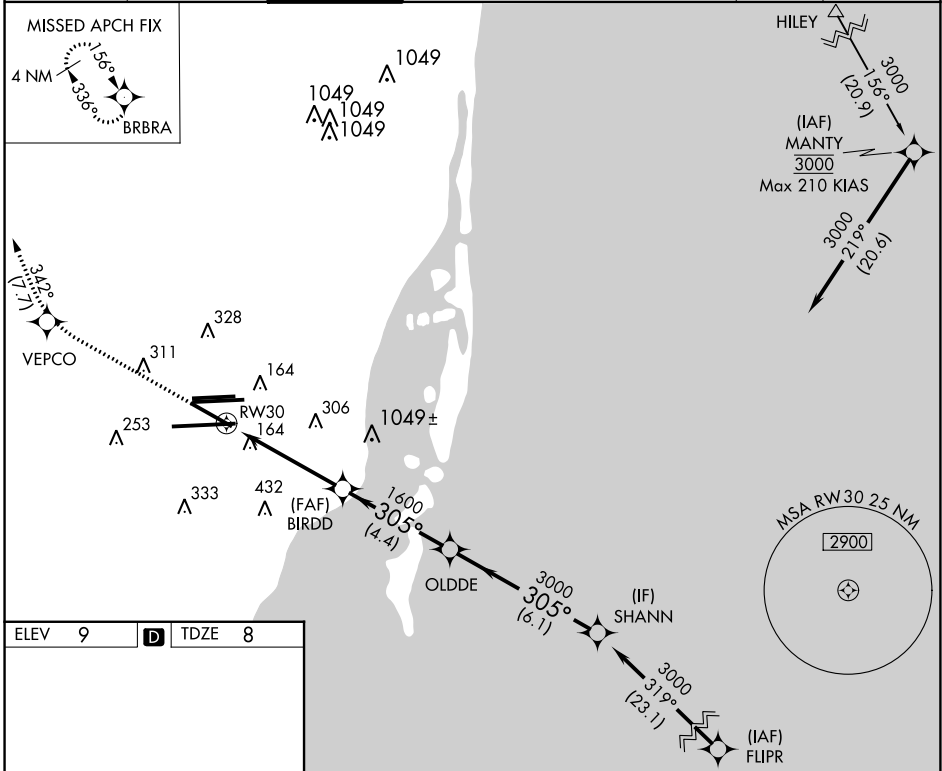 MISSED APCH FIX
156°
4 NM
336°
BRBRA
1049
1049
1049
1049
HILEY
3000
156°
(20.9)
(IAF)
MANTY
3000
Max 210 KIAS
3000
219°
(20.6)
342°
(7.7)
VEPCO
328
311
164
RW30
306
1049±
253
164
333
432
(FAF)
BIRDD
1600
305°
(4.4)
OLDDE
3000
305°
(6.1)
(IF)
SHANN
3000
319°
(23.1)
(IAF)
FLIPR
MSA RW30 25 NM
2900
ELEV 9 D TDZE 8